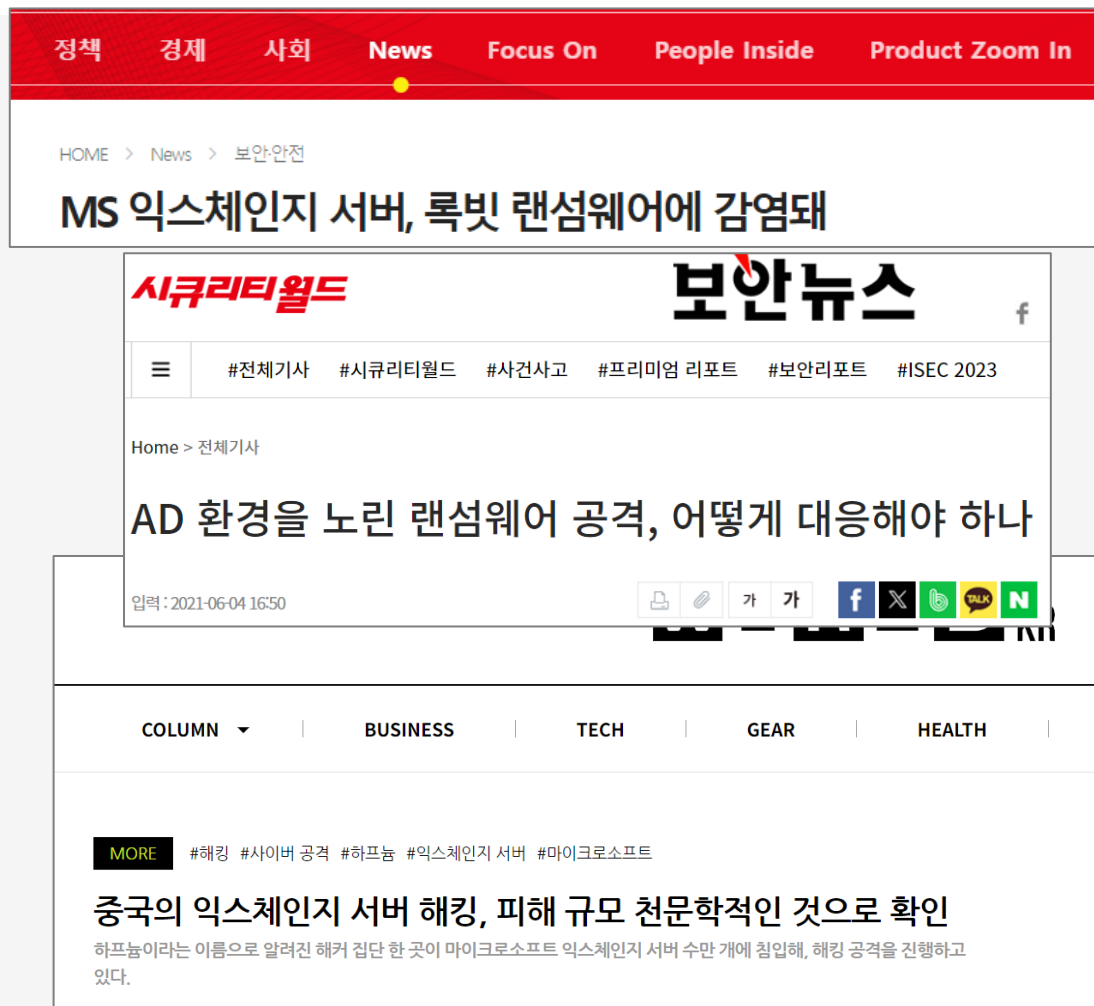 정책 경제 사회 News Focus On People Inside Product Zoom In
HOME > News > 보안·안전
MS 익스체인지 서버, 록빗 랜섬웨어에 감염돼
시큐리티월드 보안뉴스 f
#전체기사 #시큐리티월드 #사건사고 #프리미엄 리포트 #보안리포트 #ISEC 2023
Home > 전체기사
AD 환경을 노린 랜섬웨어 공격, 어떻게 대응해야 하나
입력 : 2021-06-04 16:50 가 가 f X b TALK N
COLUMN BUSINESS TECH GEAR HEALTH
MORE #해킹 #사이버 공격 #하프늄 #익스체인지 서버 #마이크로소프트
중국의 익스체인지 서버 해킹, 피해 규모 천문학적인 것으로 확인
하프늄이라는 이름으로 알려진 해커 집단 한 곳이 마이크로소프트 익스체인지 서버 수만 개에 침입해, 해킹 공격을 진행하고
있다.